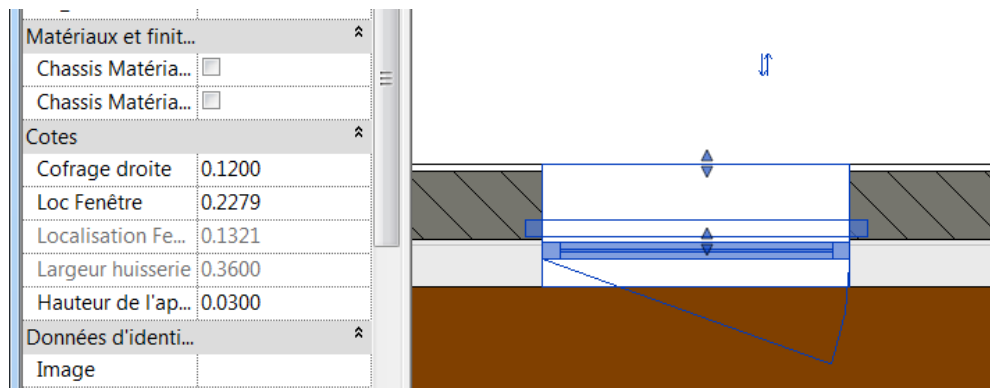 Matériaux et finit...
Chassis Matéria...
Chassis Matéria...
Cotes
Cofrage droite 0.1200
Loc Fenêtre 0.2279
Localisation Fe... 0.1321
Largeur huisserie 0.3600
Hauteur de l'ap... 0.0300
Données d'identi...
Image